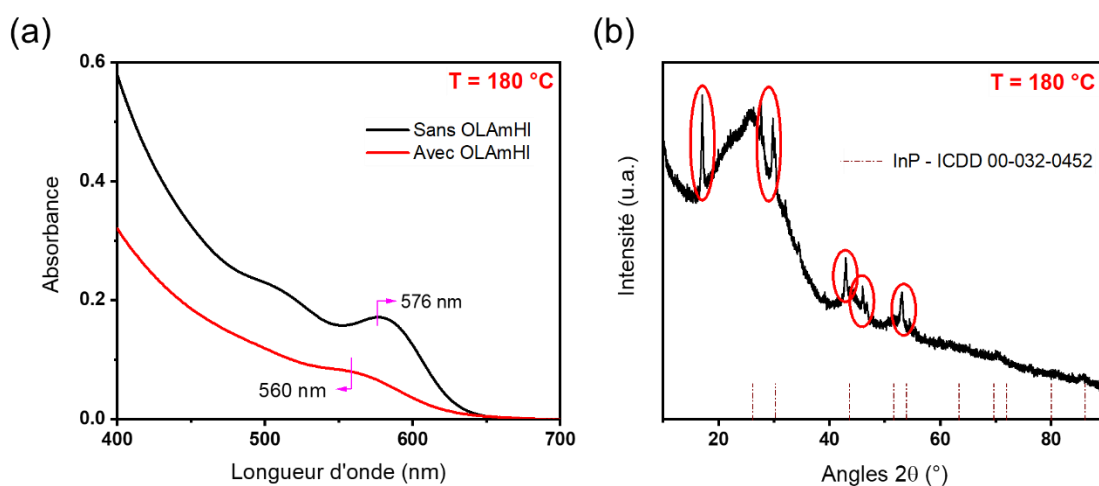 (a)
T = 180 °C
Sans OLAmHI
Avec OLAmHI
576 nm
560 nm
Absorbance
0.6
0.4
0.2
0.0
400 500 600 700
Longueur d'onde (nm)
(b)
T = 180 °C
InP - ICDD 00-032-0452
Intensité (u.a.)
20 40 60 80
Angles 2θ (°)